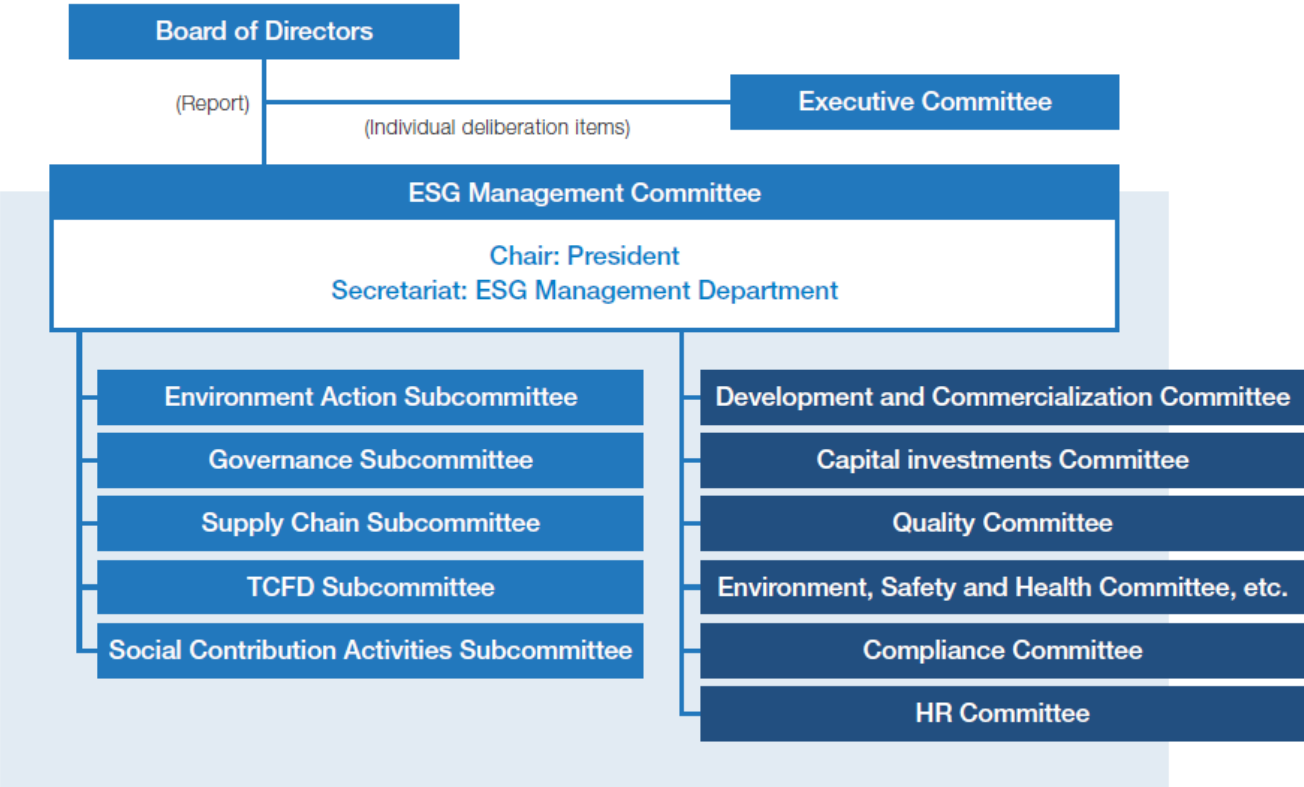 Board of Directors
(Report)
Executive Committee
(Individual deliberation items)
ESG Management Committee
Chair: President
Secretariat: ESG Management Department
Environment Action Subcommittee
Governance Subcommittee
Supply Chain Subcommittee
TCFD Subcommittee
Social Contribution Activities Subcommittee
Development and Commercialization Committee
Capital investments Committee
Quality Committee
Environment, Safety and Health Committee, etc.
Compliance Committee
HR Committee